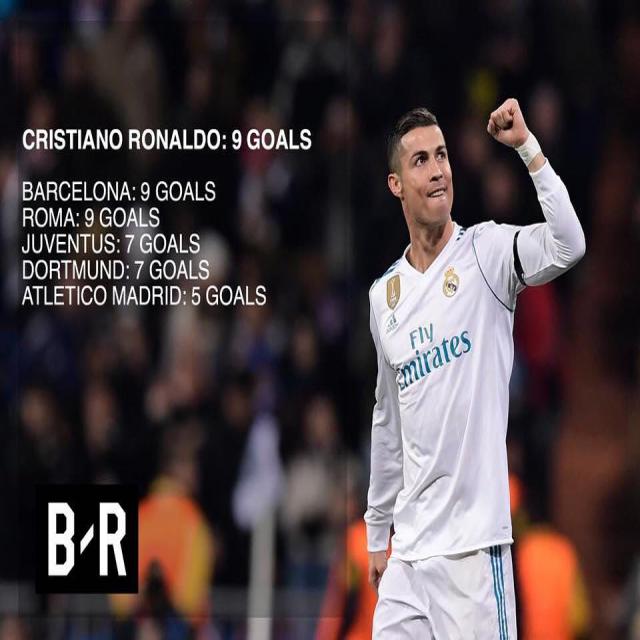 CRISTIANO RONALDO: 9 GOALS
BARCELONA: 9 GOALS
ROMA: 9 GOALS
JUVENTUS: 7 GOALS
DORTMUND: 7 GOALS
ATLETICO MADRID: 5 GOALS
Fly
Emirates
B/R